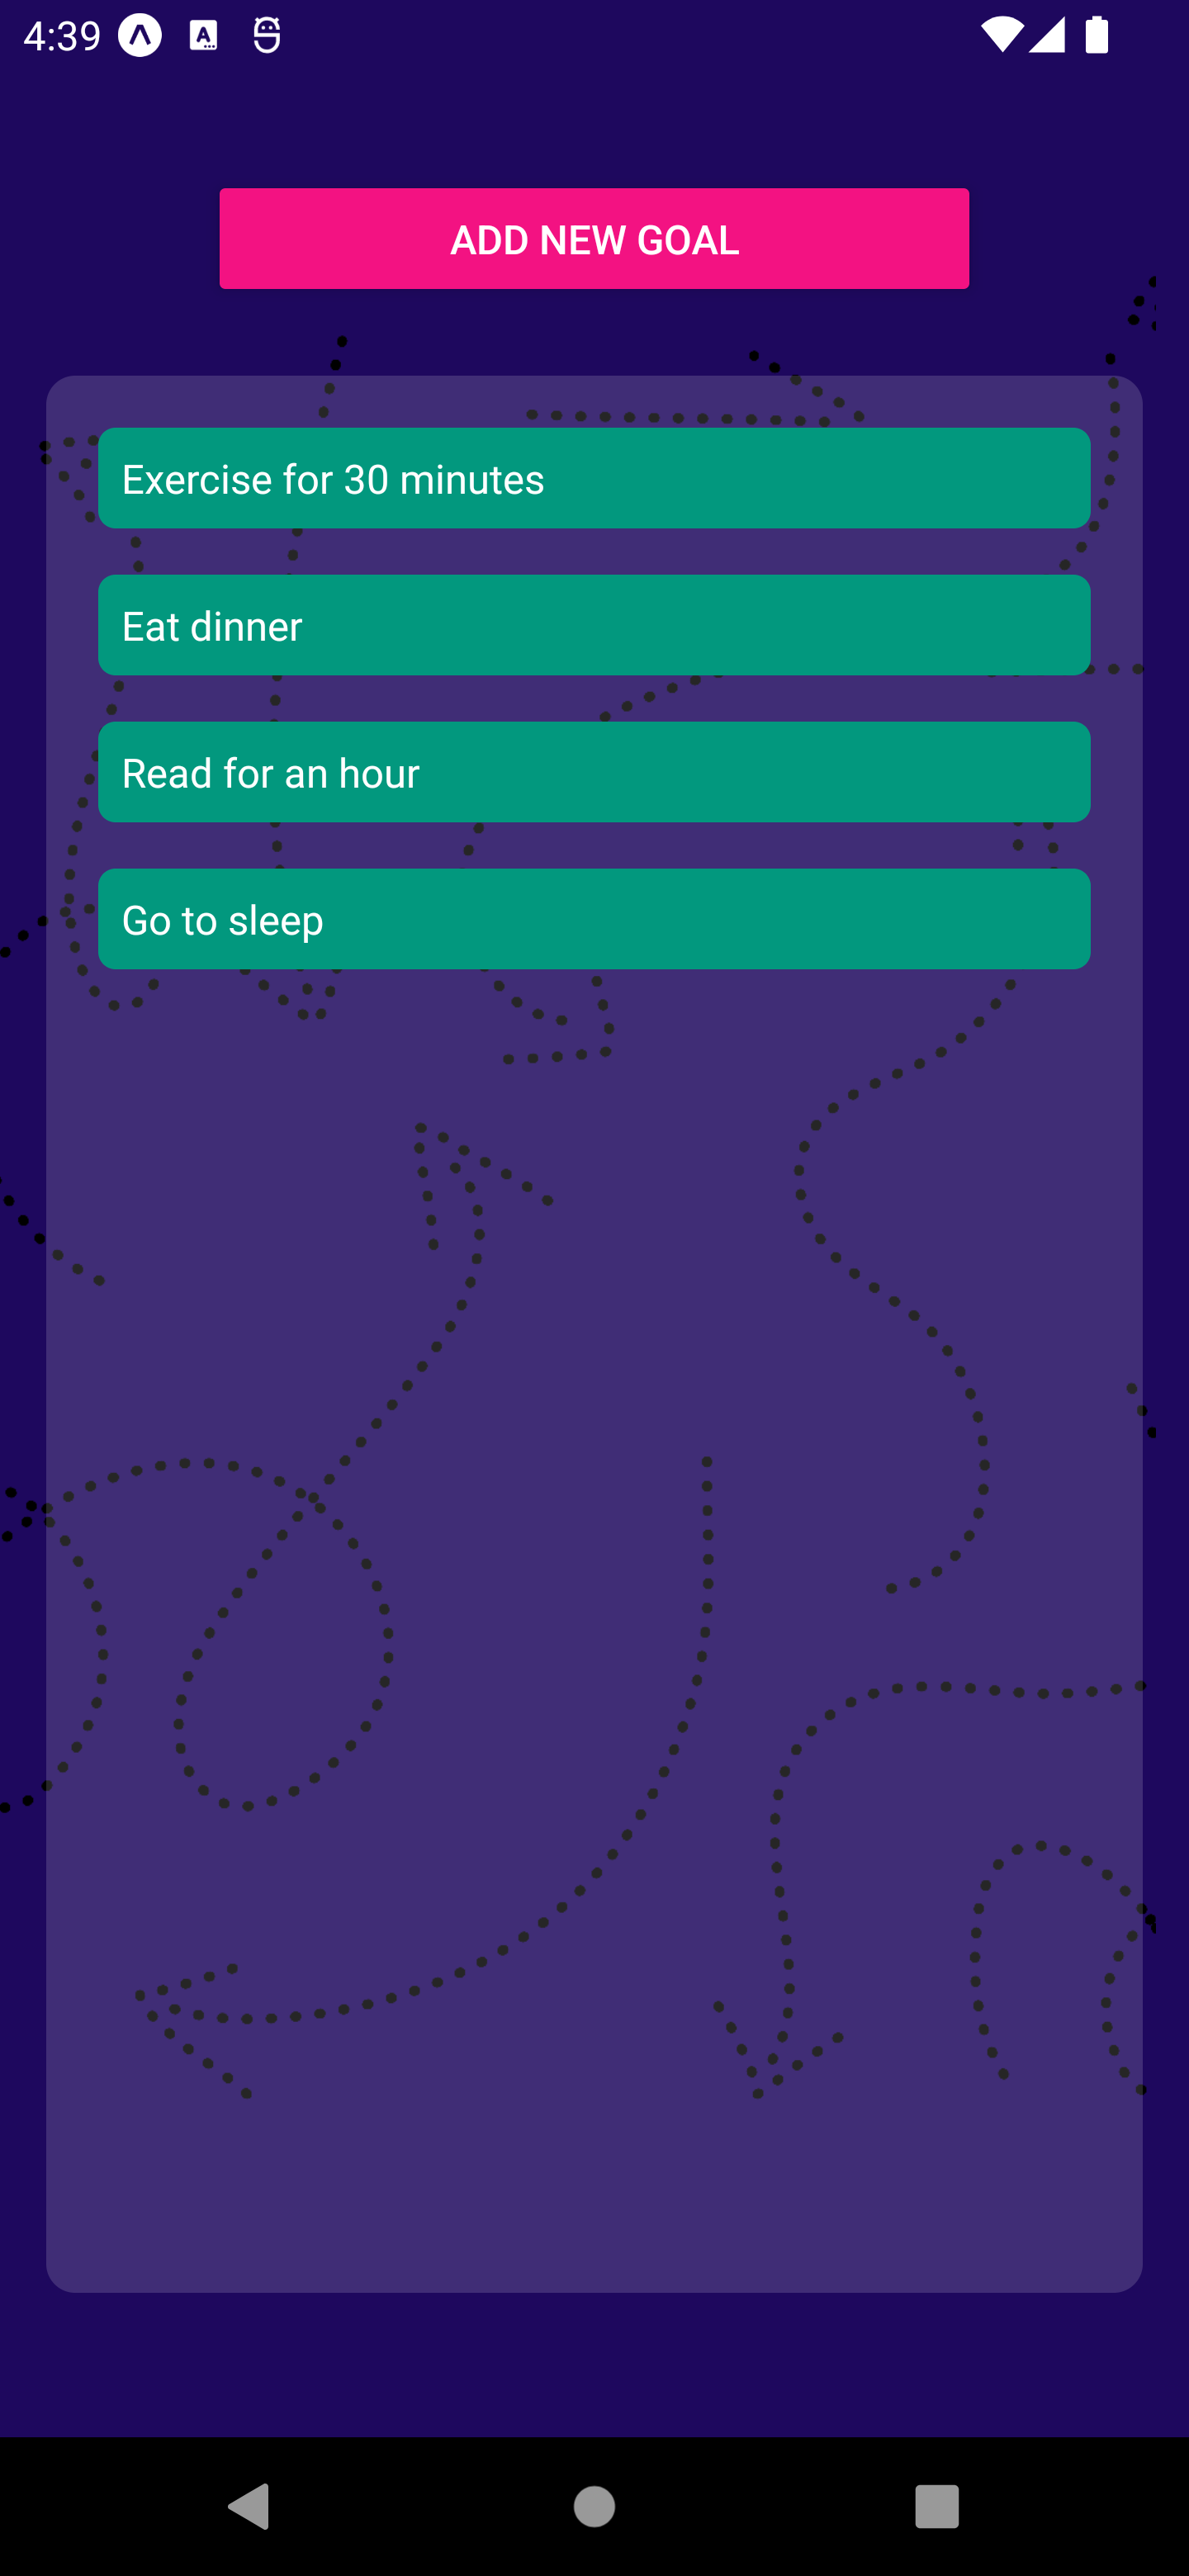 4:39
ADD NEW GOAL
Exercise for 30 minutes
Eat dinner
Read for an hour
Go to sleep